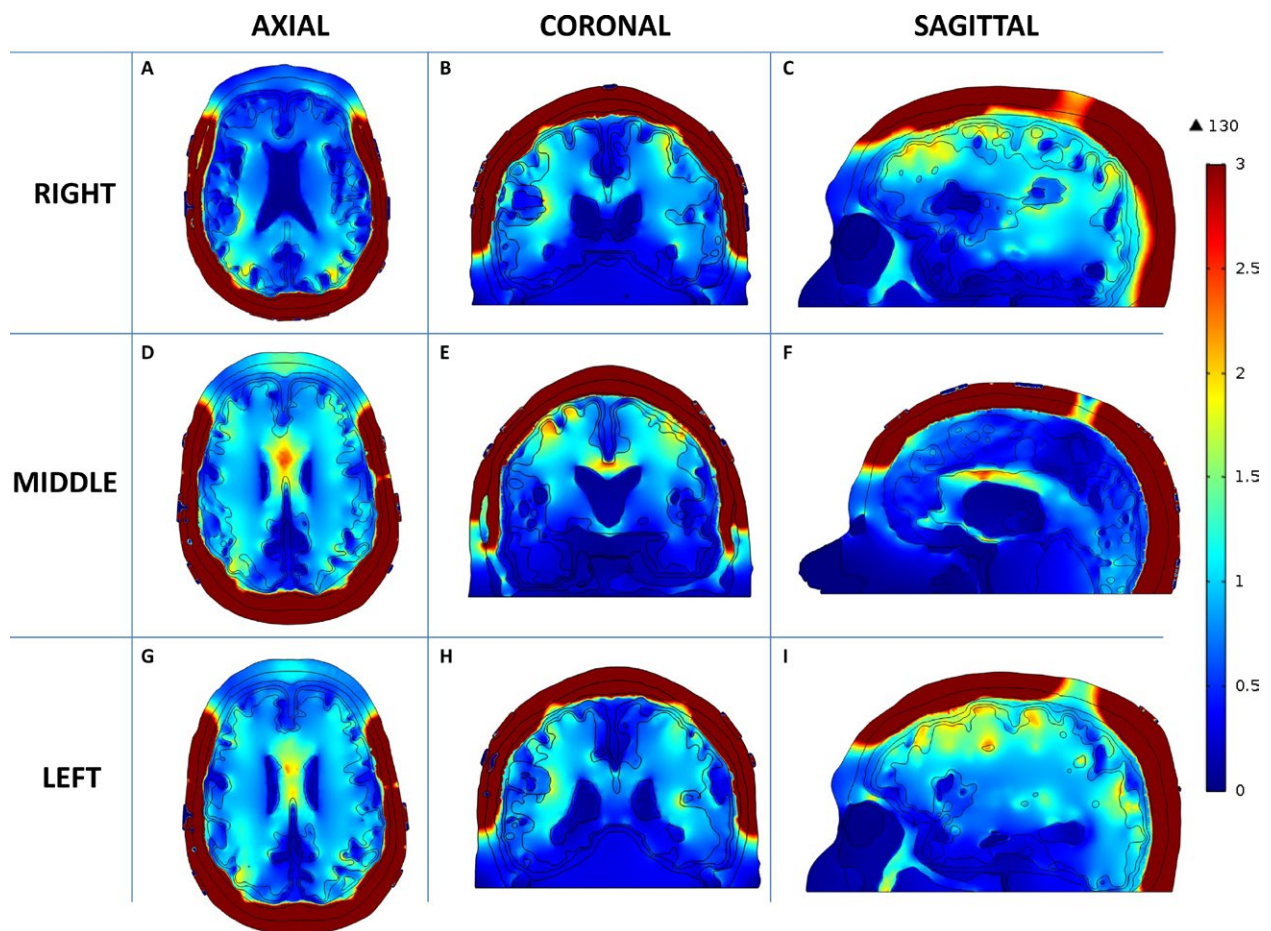 AXIAL CORONAL SAGITTAL
A B C
▲ 130
3
RIGHT
2.5
D E F
2
MIDDLE
1.5
1
G H I
0.5
LEFT
0